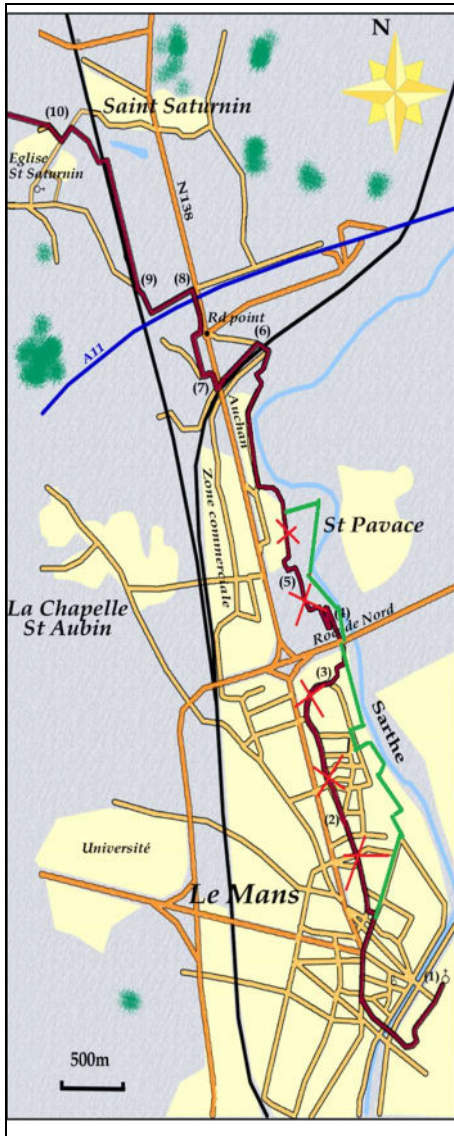 N
(10)
Saint Saturnin
Eglise
St Saturnin
N138
(9)
(8)
A11
Rd point
(6)
(7)
Auchan
Zone commerciale
St Pavace
(5)
(4)
La Chapelle
St Aubin
Rocade Nord
(3)
Sarthe
(2)
Université
Le Mans
(1)
500m